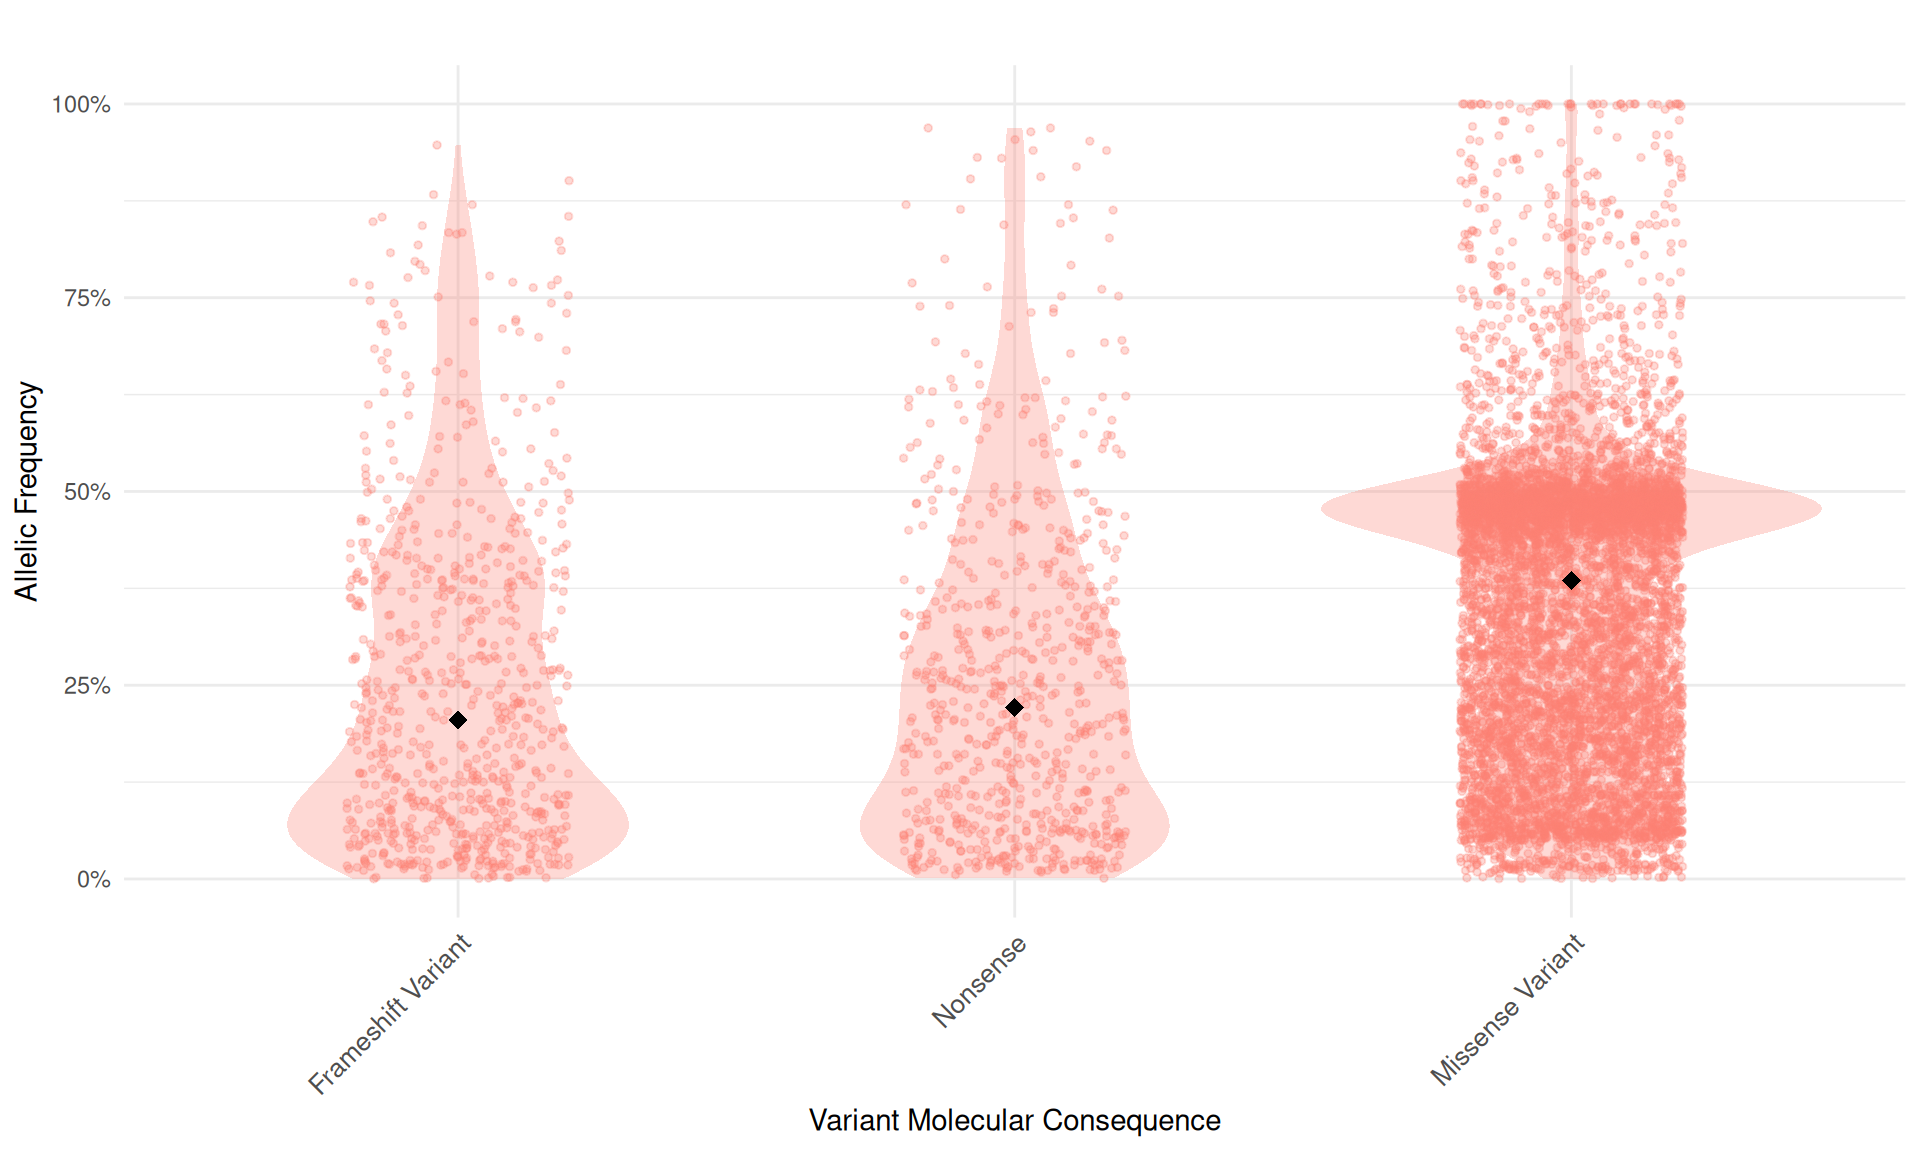 100%
75%
50%
25%
0%
Allelic Frequency
Frameshift Variant
Nonsense
Missense Variant
Variant Molecular Consequence